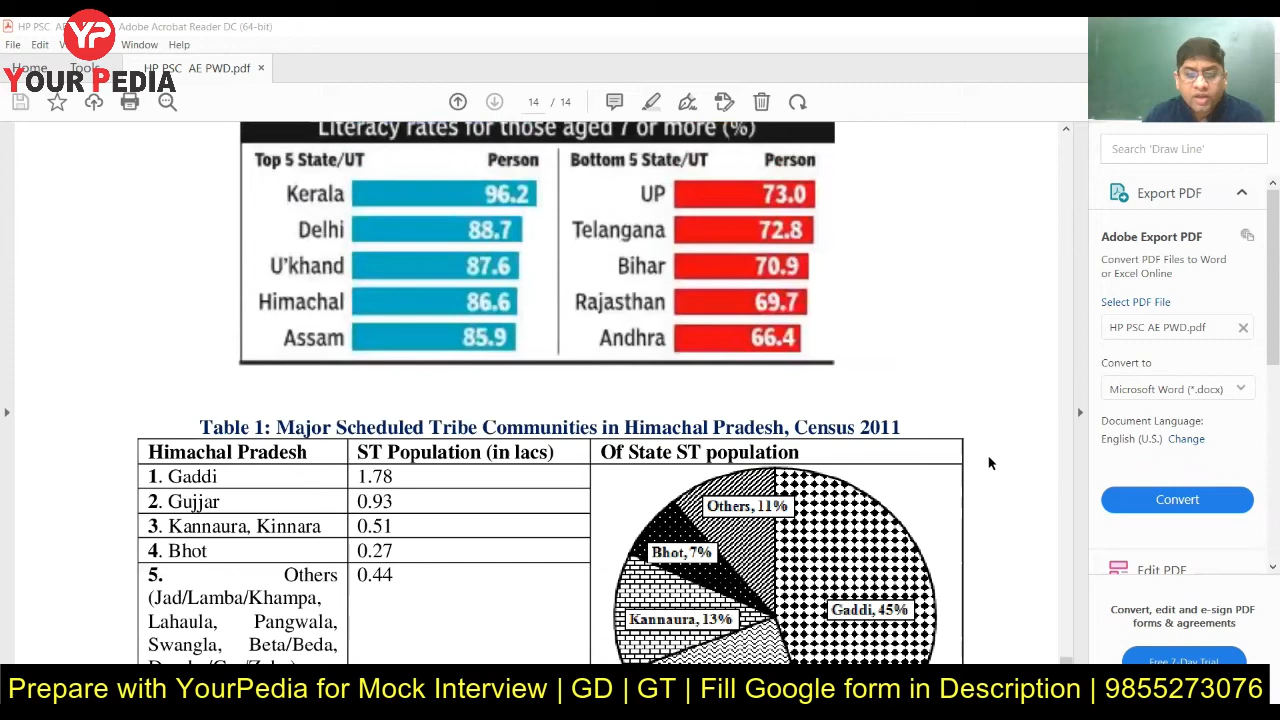 HP PSC AE Adobe Acrobat Reader DC (64-bit)
File Edit Window Help
YP
YOUR PEDIA
Home Tools HP PSC AE PWD.pdf ×
14 / 14
Literacy rates for those aged 7 or more (%)
Top 5 State/UT Person Bottom 5 State/UT Person
Kerala 96.2 UP 73.0
Delhi 88.7 Telangana 72.8
U'khand 87.6 Bihar 70.9
Himachal 86.6 Rajasthan 69.7
Assam 85.9 Andhra 66.4
Table 1: Major Scheduled Tribe Communities in Himachal Pradesh, Census 2011
Himachal Pradesh ST Population (in lacs) Of State ST population
1. Gaddi 1.78
2. Gujjar 0.93
3. Kannaura, Kinnara 0.51
4. Bhot 0.27
5. Others 0.44
(Jad/Lamba/Khampa,
Lahaula, Pangwala,
Swangla, Beta/Beda,
Others, 11%
Bhot, 7%
Gaddi, 45%
Kannaura, 13%
Search 'Draw Line'
Export PDF
Adobe Export PDF
Convert PDF Files to Word
or Excel Online
Select PDF File
HP PSC AE PWD.pdf
Convert to
Microsoft Word (*.docx)
Document Language:
English (U.S.) Change
Convert
Edit PDF
Convert, edit and e-sign PDF
forms & agreements
Free 7-Day Trial
Prepare with YourPedia for Mock Interview | GD | GT | Fill Google form in Description | 9855273076